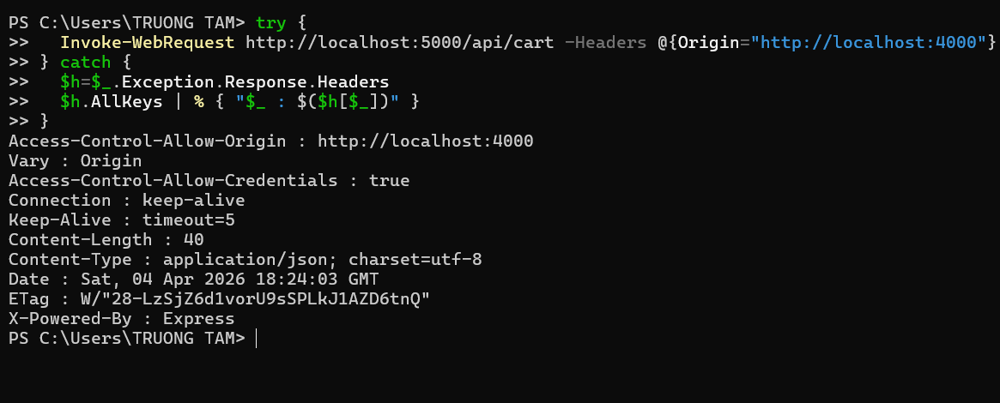 PS C:\Users\TRUONG TAM> try {
>>   Invoke-WebRequest http://localhost:5000/api/cart -Headers @{Origin="http://localhost:4000"}
>> } catch {
>>   $h=$_.Exception.Response.Headers
>>   $h.AllKeys | % { "$_ : $($h[$_])" }
>> }
Access-Control-Allow-Origin : http://localhost:4000
Vary : Origin
Access-Control-Allow-Credentials : true
Connection : keep-alive
Keep-Alive : timeout=5
Content-Length : 40
Content-Type : application/json; charset=utf-8
Date : Sat, 04 Apr 2026 18:24:03 GMT
ETag : W/"28-LzSjZ6d1vorU9sSPLkJ1AZD6tnQ"
X-Powered-By : Express
PS C:\Users\TRUONG TAM>